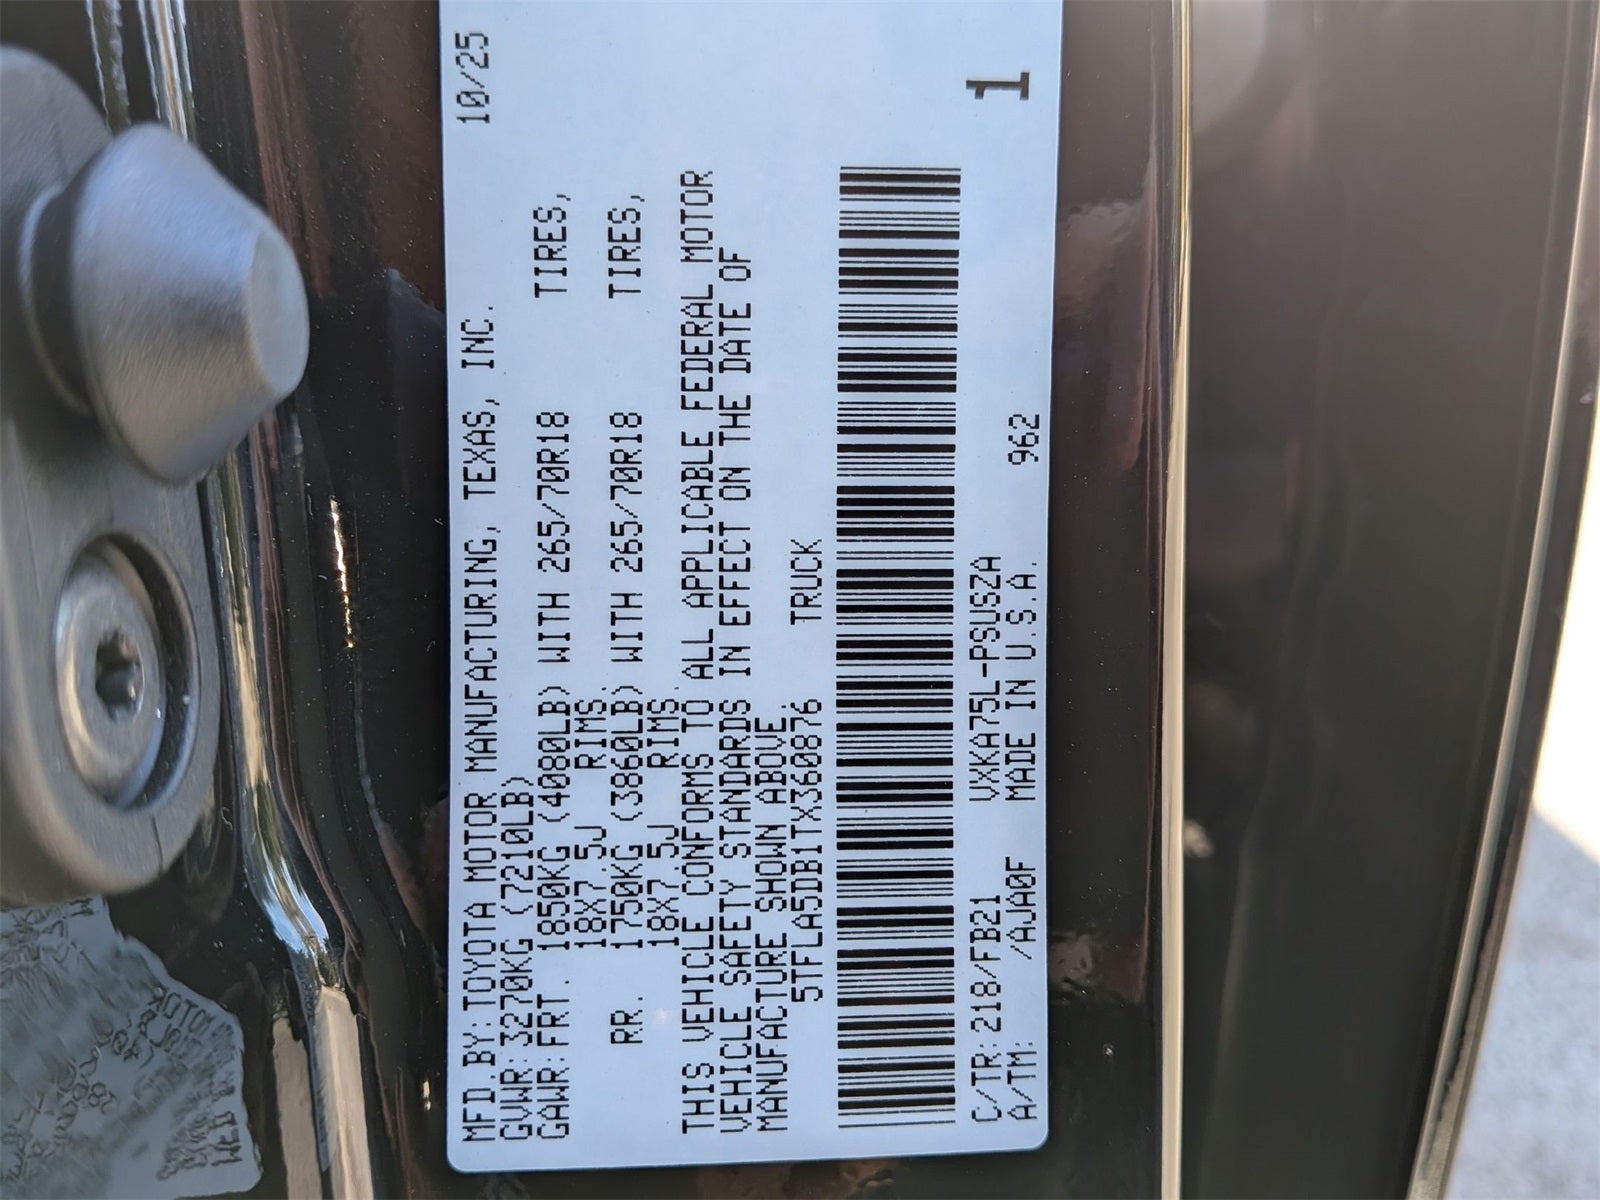 10/25
MFD.BY:TOYOTA MOTOR MANUFACTURING, TEXAS, INC.
GVWR:3270KG (7210LB)
GAWR:FRT. 1850KG (4080LB) WITH 265/70R18 TIRES,
18X7.5J RIMS
RR. 1750KG (3860LB) WITH 265/70R18 TIRES,
18X7.5J RIMS.
THIS VEHICLE CONFORMS TO ALL APPLICABLE FEDERAL MOTOR
VEHICLE SAFETY STANDARDS IN EFFECT ON THE DATE OF
MANUFACTURE SHOWN ABOVE.
5TFLA5DB1TX360876 TRUCK
C/TR:218/FB21 VXKA75L-PSUSZA
A/TM: /AJA0F MADE IN U.S.A. 962
1